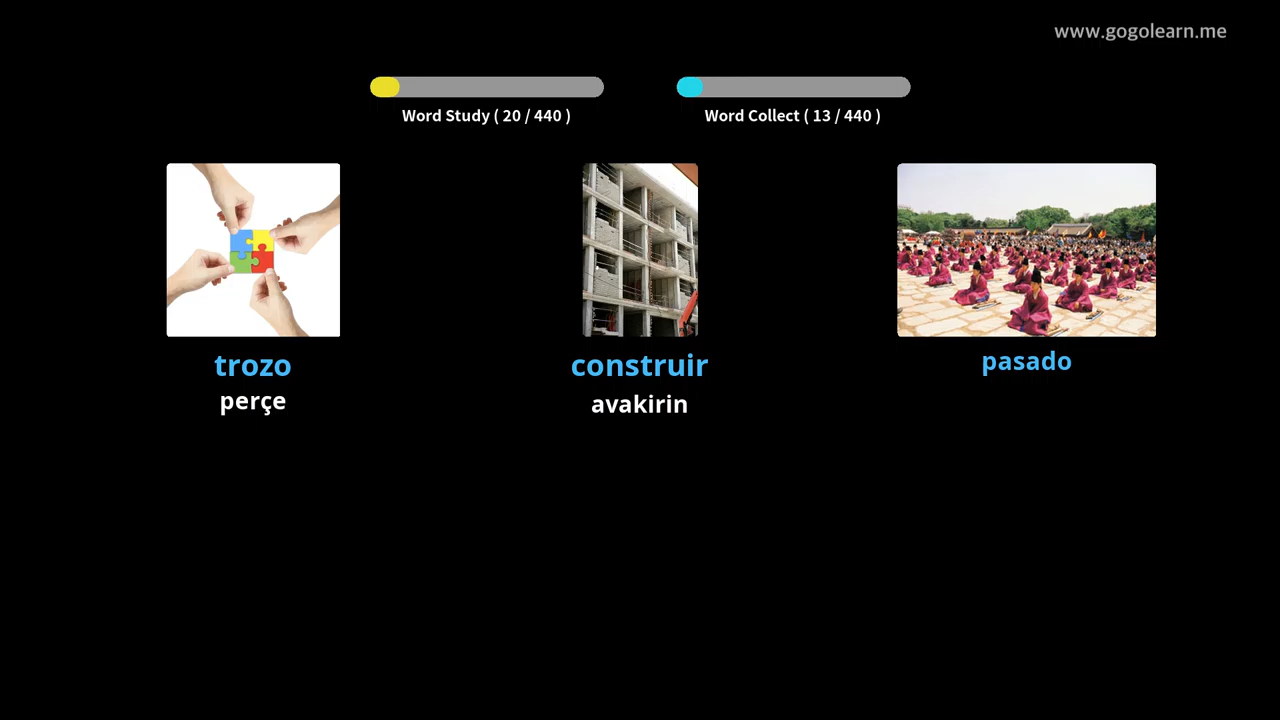 www.gogolearn.me
Word Study ( 20 / 440 )
Word Collect ( 13 / 440 )
trozo
perçe
construir
avakirin
pasado